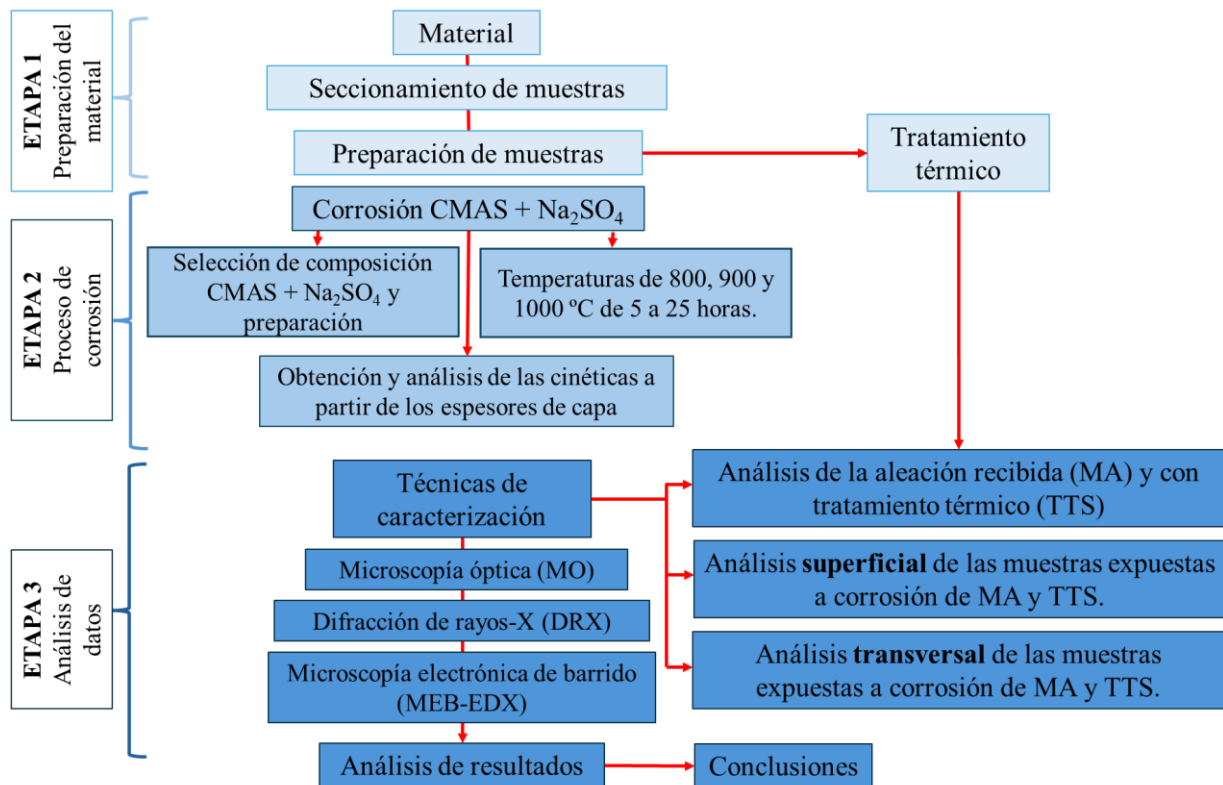 ETAPA 1
Preparación del
material
Material
Seccionamiento de muestras
Preparación de muestras
Tratamiento
térmico
ETAPA 2
Proceso de
corrosión
Corrosión CMAS + Na₂SO₄
Selección de composición
CMAS + Na₂SO₄ y
preparación
Temperaturas de 800, 900 y
1000 ºC de 5 a 25 horas.
Obtención y análisis de las cinéticas a
partir de los espesores de capa
ETAPA 3
Análisis de
datos
Técnicas de
caracterización
Microscopía óptica (MO)
Difracción de rayos-X (DRX)
Microscopía electrónica de barrido
(MEB-EDX)
Análisis de resultados
Conclusiones
Análisis de la aleación recibida (MA) y con
tratamiento térmico (TTS)
Análisis superficial de las muestras expuestas
a corrosión de MA y TTS.
Análisis transversal de las muestras
expuestas a corrosión de MA y TTS.